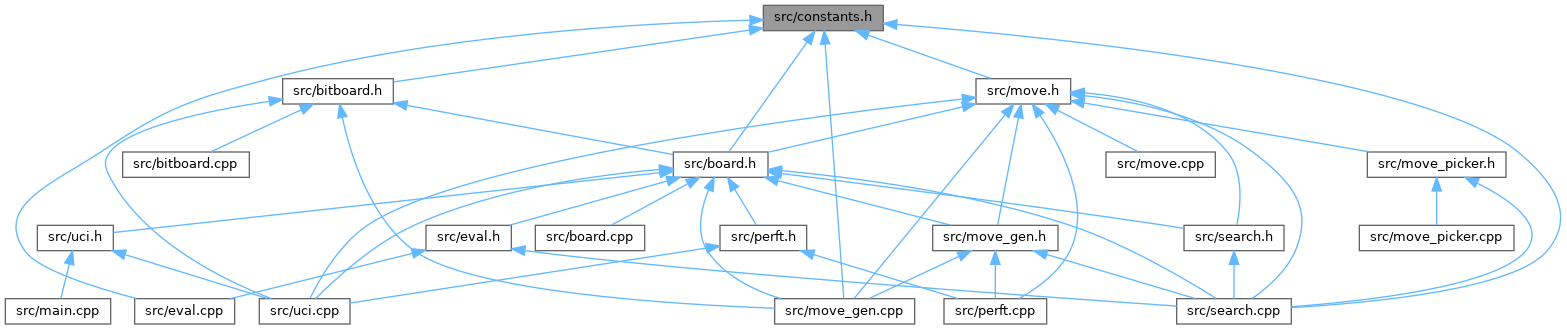 src/constants.h
src/bitboard.h
src/move.h
src/bitboard.cpp
src/board.h
src/move.cpp
src/move_picker.h
src/uci.h
src/eval.h
src/board.cpp
src/perft.h
src/move_gen.h
src/search.h
src/move_picker.cpp
src/main.cpp
src/eval.cpp
src/uci.cpp
src/move_gen.cpp
src/perft.cpp
src/search.cpp